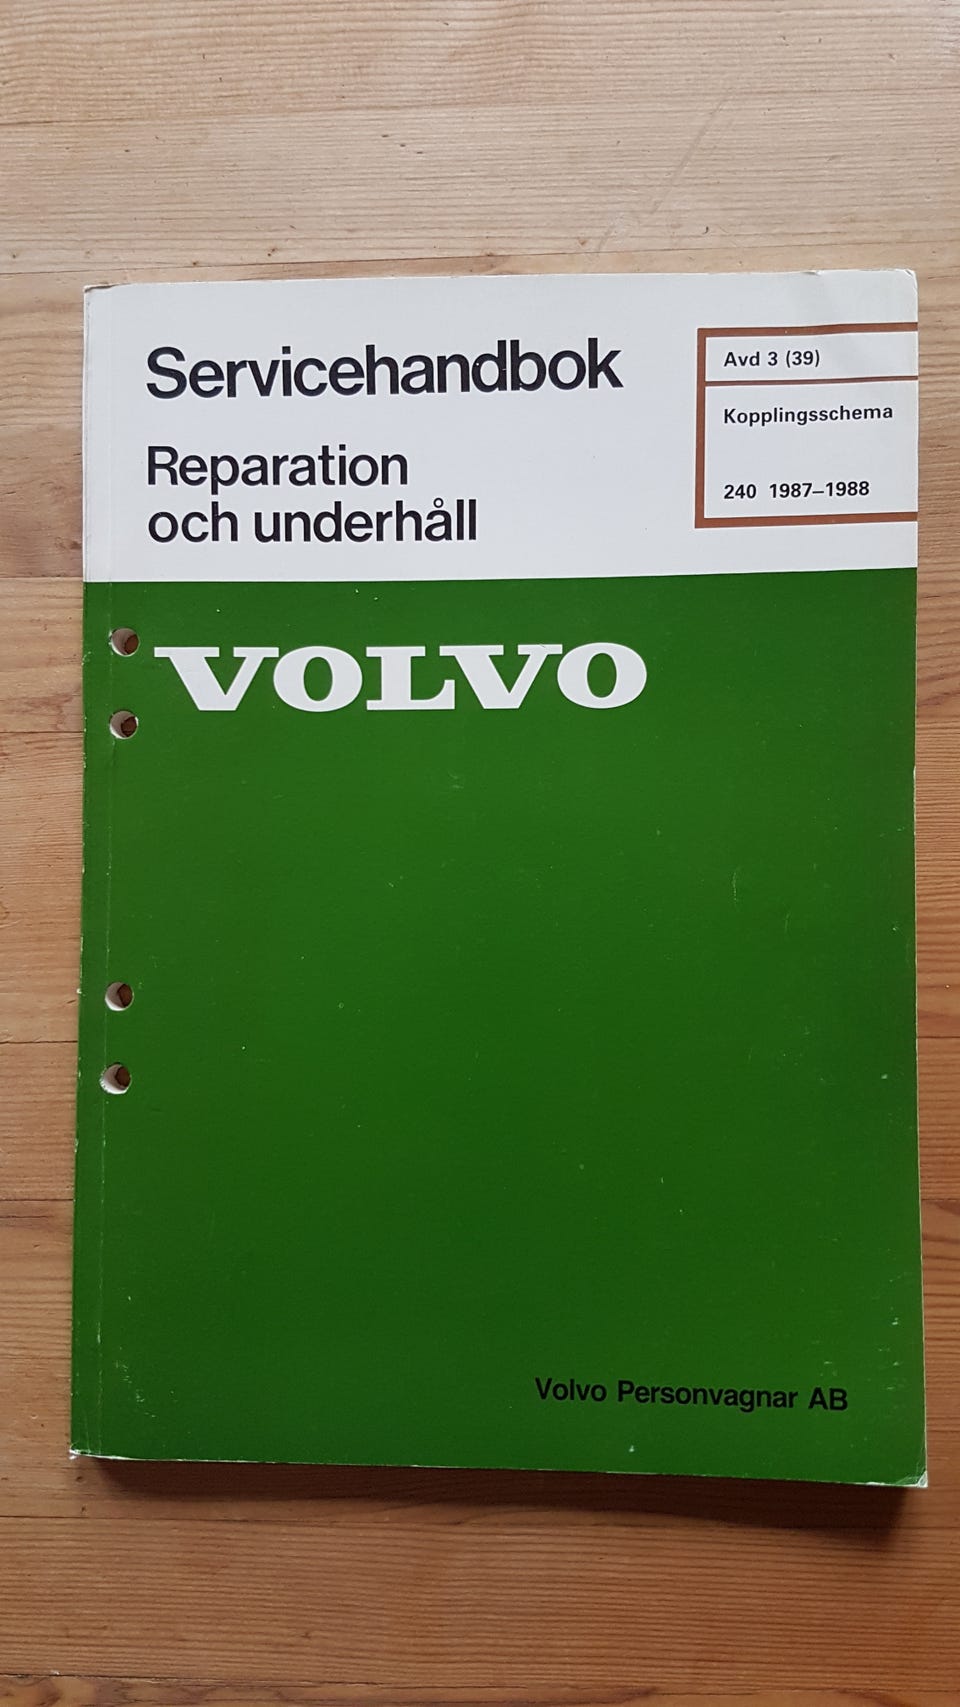 Servicehandbok
Reparation
och underhåll
Avd 3 (39)
Kopplingsschema
240 1987–1988
VOLVO
Volvo Personvagnar AB